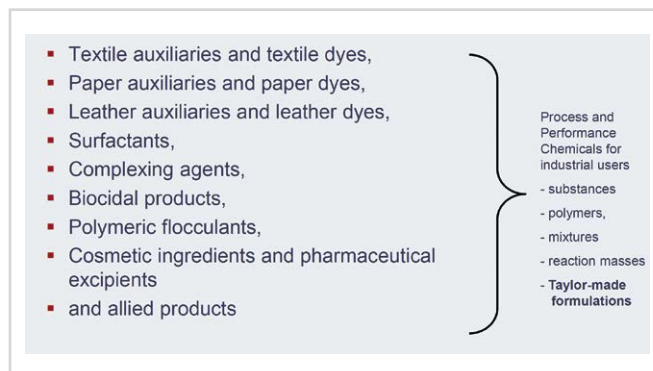 Textile auxiliaries and textile dyes,
Paper auxiliaries and paper dyes,
Leather auxiliaries and leather dyes,
Surfactants,
Complexing agents,
Biocidal products,
Polymeric flocculants,
Cosmetic ingredients and pharmaceutical
excipients
and allied products
Process and
Performance
Chemicals for
industrial users
- substances
- polymers,
- mixtures
- reaction masses
- Taylor-made
formulations